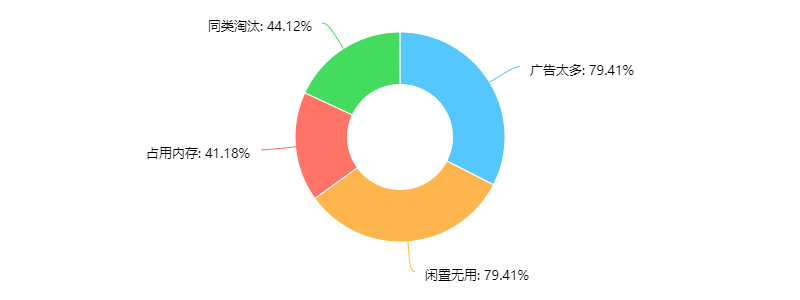 同类淘汰: 44.12%
广告太多: 79.41%
占用内存: 41.18%
闲置无用: 79.41%